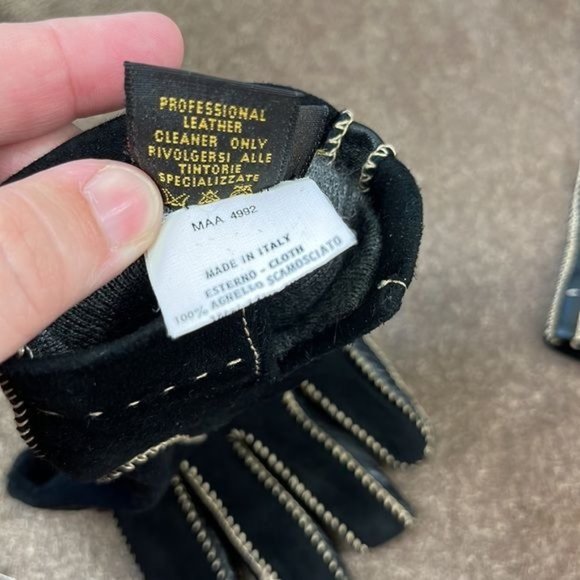 PROFESSIONAL
LEATHER
CLEANER ONLY
RIVOLGERSI ALLE
TINTORIE
SPECIALIZZATE
MAA 4992
MADE IN ITALY
ESTERNO - CLOTH
100% AGNELLO SCAMOSCIATO